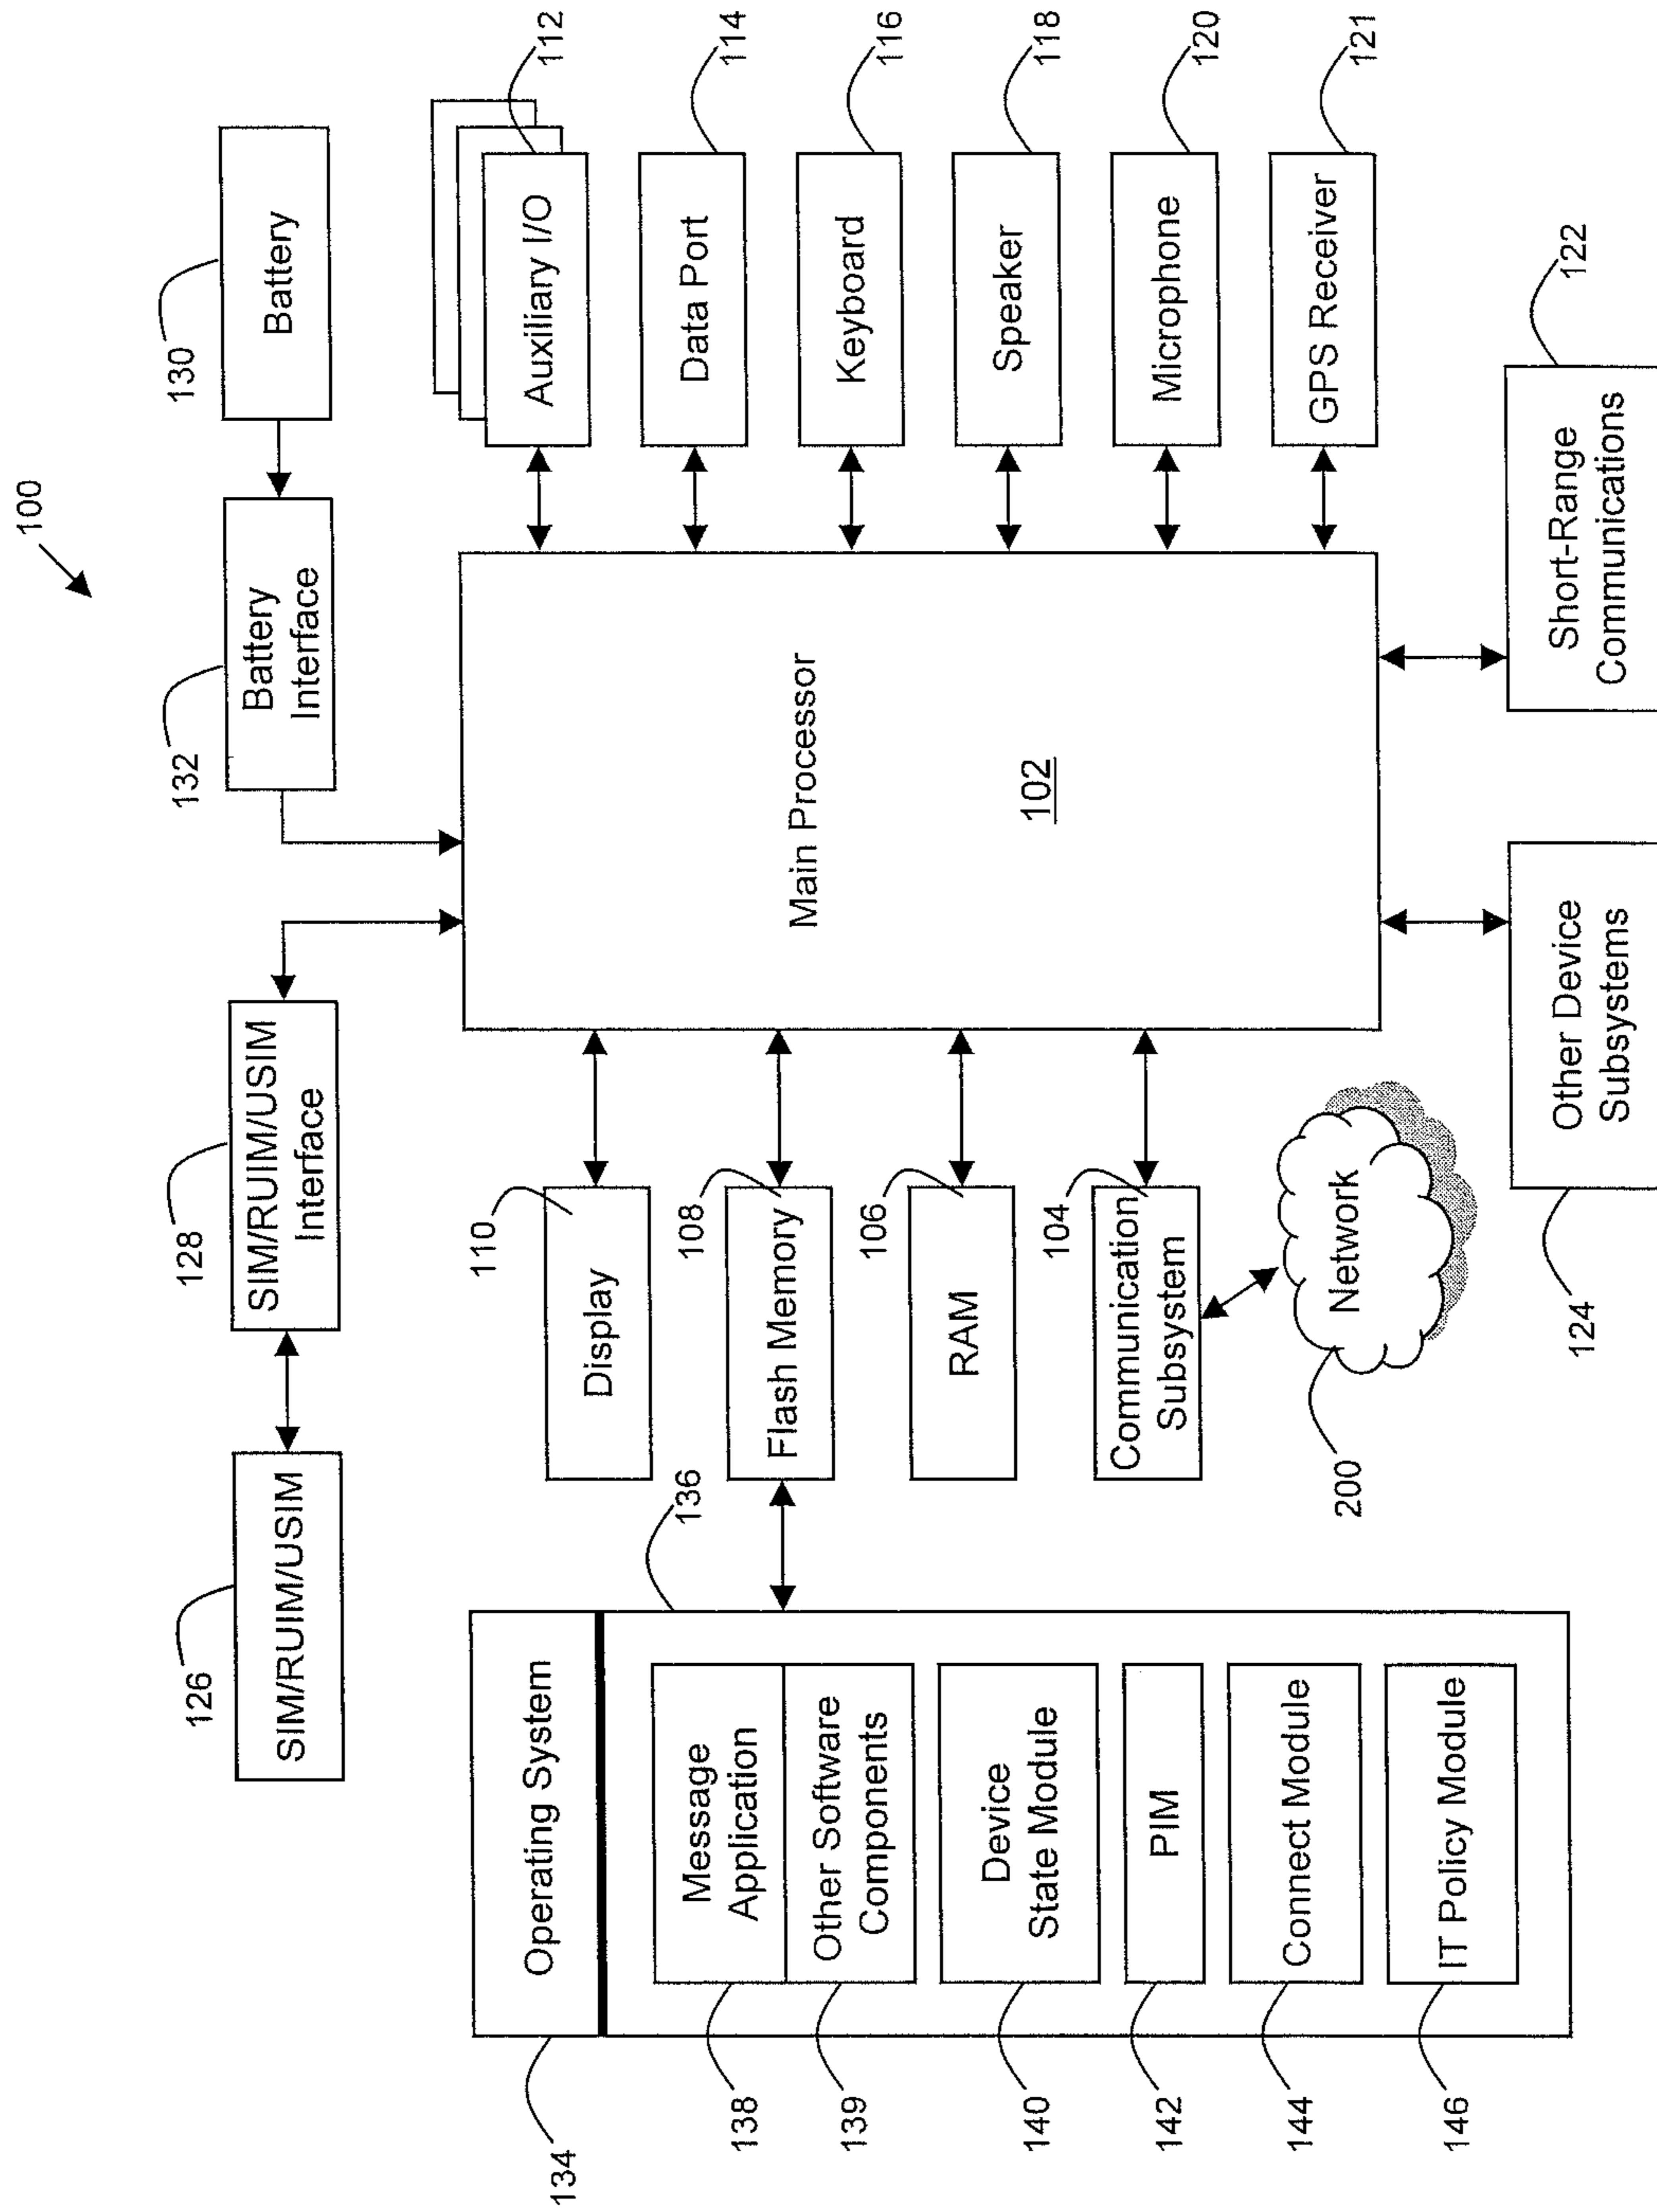 100
126
SIM/RUIM/USIM
128
SIM/RUIM/USIM
Interface
132
Battery
Interface
130
Battery
134
Operating System
136
138
Message
Application
139
Other Software
Components
140
Device
State Module
142
PIM
144
Connect Module
146
IT Policy Module
110
Display
108
Flash Memory
106
RAM
104
Communication
Subsystem
200
Network
Main Processor
102
112
Auxiliary I/O
114
Data Port
116
Keyboard
118
Speaker
120
Microphone
121
GPS Receiver
124
Other Device
Subsystems
122
Short-Range
Communications